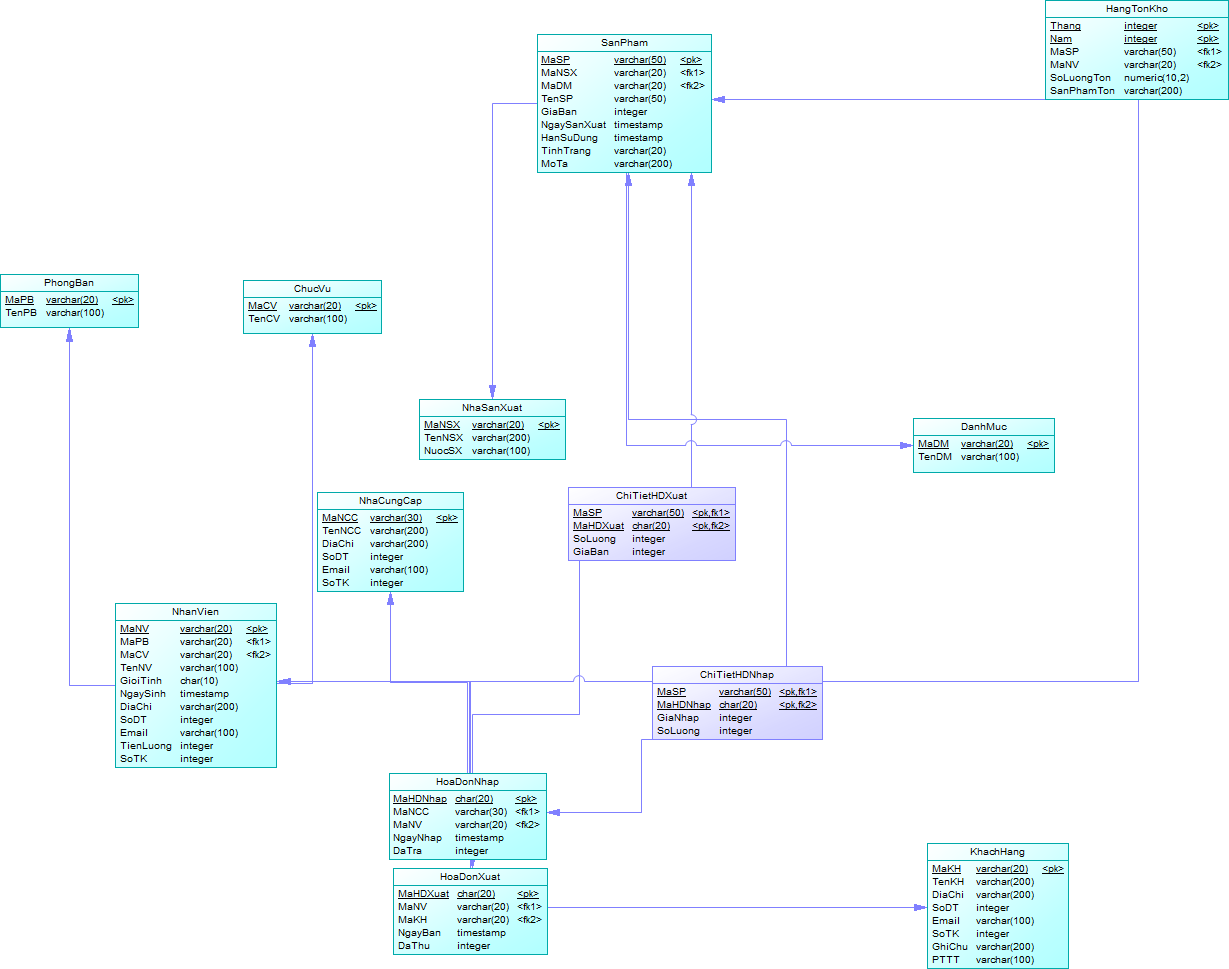 HangTonKho
Thang integer <pk>
Nam integer <pk>
MaSP varchar(50) <fk1>
MaNV varchar(20) <fk2>
SoLuongTon numeric(10,2)
SanPhamTon varchar(200)
SanPham
MaSP varchar(50) <pk>
MaNSX varchar(20) <fk1>
MaDM varchar(20) <fk2>
TenSP varchar(50)
GiaBan integer
NgaySanXuat timestamp
HanSuDung timestamp
TinhTrang varchar(20)
MoTa varchar(200)
PhongBan
MaPB varchar(20) <pk>
TenPB varchar(100)
ChucVu
MaCV varchar(20) <pk>
TenCV varchar(100)
NhaSanXuat
MaNSX varchar(20) <pk>
TenNSX varchar(200)
NuocSX varchar(100)
DanhMuc
MaDM varchar(20) <pk>
TenDM varchar(100)
ChiTietHDXuat
MaSP varchar(50) <pk,fk1>
MaHDXuat char(20) <pk,fk2>
SoLuong integer
GiaBan integer
NhaCungCap
MaNCC varchar(30) <pk>
TenNCC varchar(200)
DiaChi varchar(200)
SoDT integer
Email varchar(100)
SoTK integer
NhanVien
MaNV varchar(20) <pk>
MaPB varchar(20) <fk1>
MaCV varchar(20) <fk2>
TenNV varchar(100)
GioiTinh char(10)
NgaySinh timestamp
DiaChi varchar(200)
SoDT integer
Email varchar(100)
TienLuong integer
SoTK integer
ChiTietHDNhap
MaSP varchar(50) <pk,fk1>
MaHDNhap char(20) <pk,fk2>
GiaNhap integer
SoLuong integer
HoaDonNhap
MaHDNhap char(20) <pk>
MaNCC varchar(30) <fk1>
MaNV varchar(20) <fk2>
NgayNhap timestamp
DaTra integer
HoaDonXuat
MaHDXuat char(20) <pk>
MaNV varchar(20) <fk1>
MaKH varchar(20) <fk2>
NgayBan timestamp
DaThu integer
KhachHang
MaKH varchar(20) <pk>
TenKH varchar(200)
DiaChi varchar(200)
SoDT integer
Email varchar(100)
SoTK integer
GhiChu varchar(200)
PTTT varchar(100)